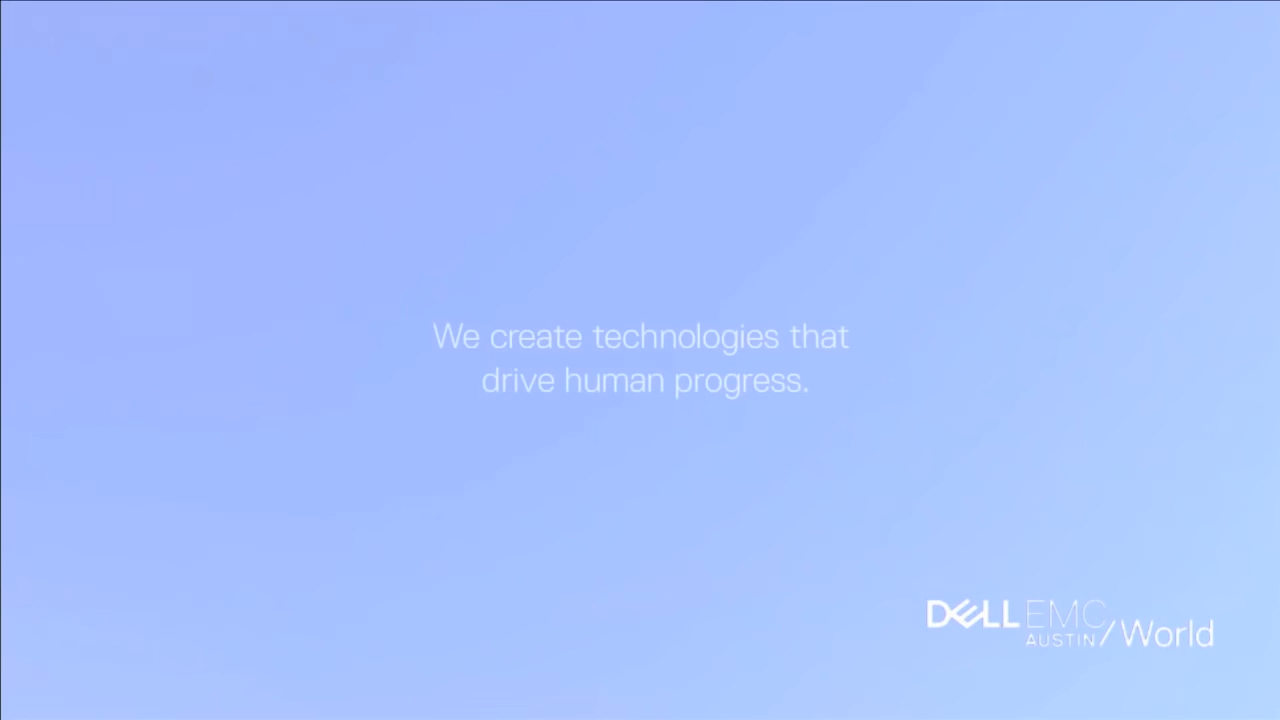 We create technologies that
drive human progress.
DELL EMC
AUSTIN/World